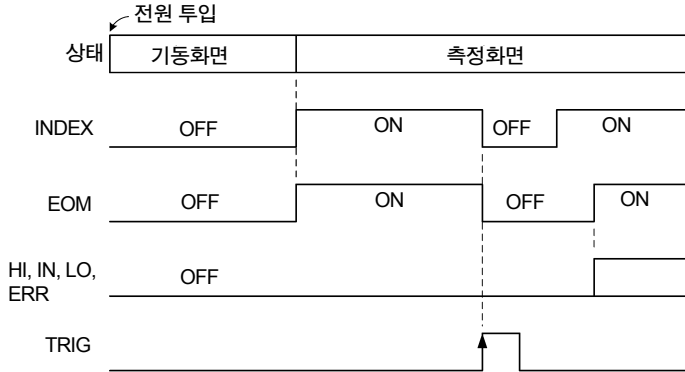 전원 투입
상태 기동화면 측정화면
INDEX OFF ON OFF ON
EOM OFF ON OFF ON
HI, IN, LO,
ERR
OFF
TRIG